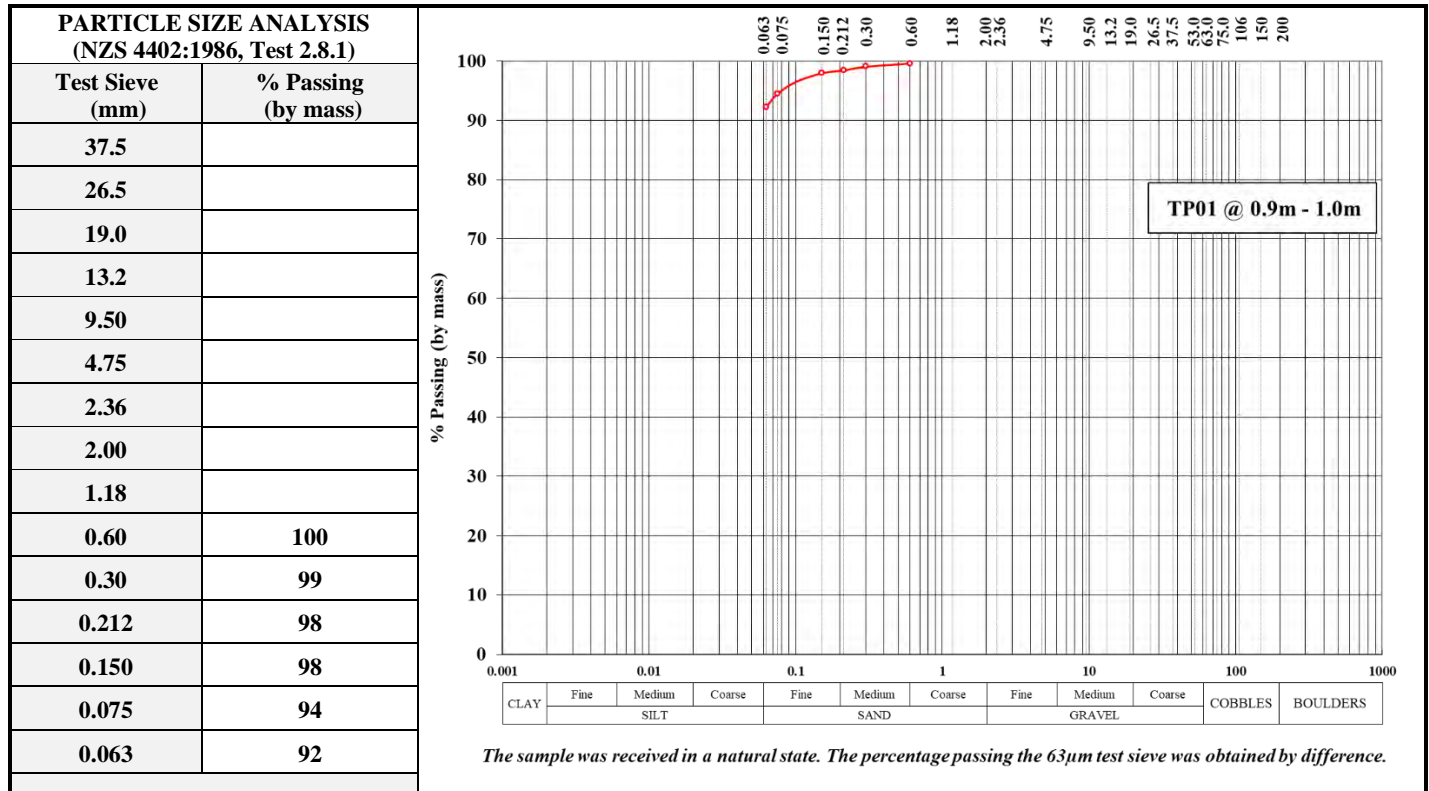 PARTICLE SIZE ANALYSIS
(NZS 4402:1986, Test 2.8.1)
Test Sieve (mm) % Passing (by mass)
37.5
26.5
19.0
13.2
9.50
4.75
2.36
2.00
1.18
0.60 100
0.30 99
0.212 98
0.150 98
0.075 94
0.063 92
0.063 0.075 0.150 0.212 0.30 0.60 1.18 2.00 2.36 4.75 9.50 13.2 19.0 26.5 37.5 53.0 63.0 75.0 106 150 200
100
90
80
70
60
50
40
30
20
10
0
% Passing (by mass)
TP01 @ 0.9m - 1.0m
0.001 0.01 0.1 1 10 100 1000
CLAY Fine Medium Coarse Fine Medium Coarse Fine Medium Coarse COBBLES BOULDERS
SILT SAND GRAVEL
The sample was received in a natural state. The percentage passing the 63µm test sieve was obtained by difference.